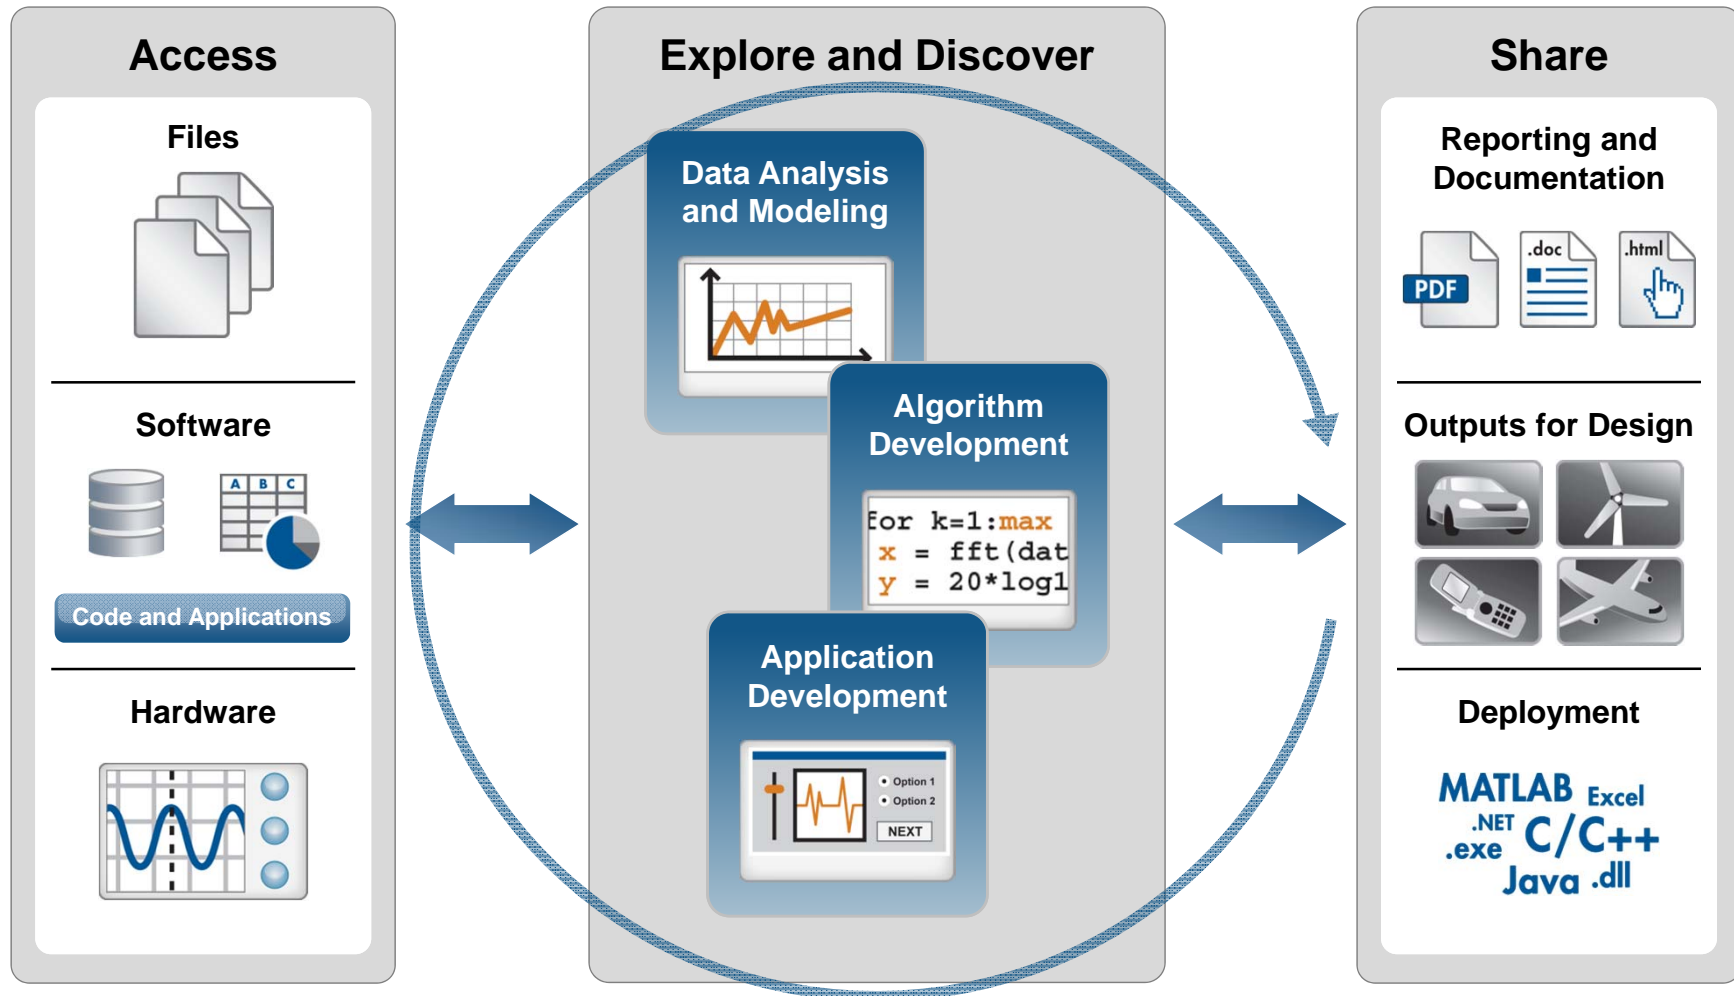 Access
Files
Software
A B C
Code and Applications
Hardware
Explore and Discover
Data Analysis
and Modeling
Algorithm
Development
for k=1:max
x = fft(dat
y = 20*log1
Application
Development
Option 1
Option 2
NEXT
Share
Reporting and
Documentation
PDF
.doc
.html
Outputs for Design
Deployment
MATLAB Excel
.NET C/C++
.exe
Java .dll